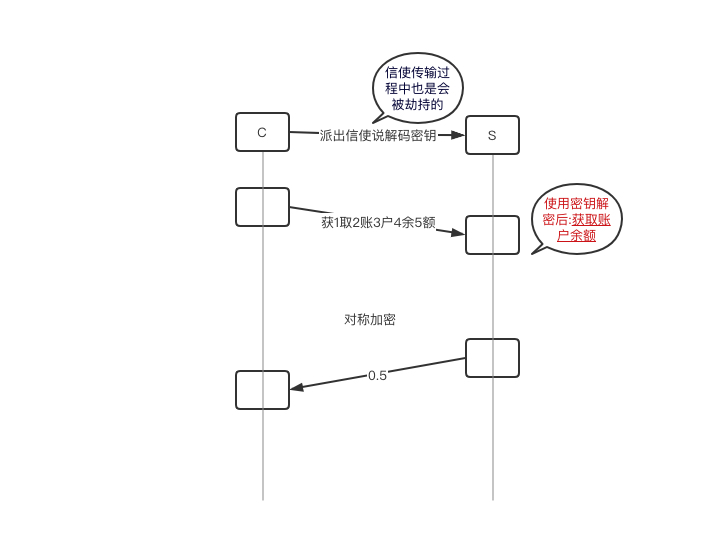 信使传输过
程中也是会
被劫持的
C
派出信使说解码密钥
S
使用密钥解
密后:获取账
户余额
获1取2账3户4余5额
对称加密
0.5